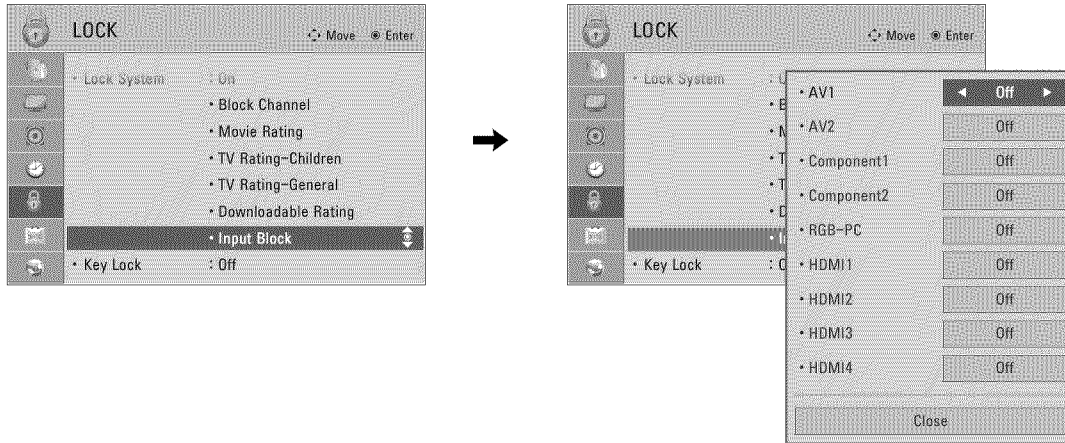 LOCK
Move Enter
• Lock System : On
• Block Channel
• Movie Rating
• TV Rating-Children
• TV Rating-General
• Downloadable Rating
• Input Block
• Key Lock : Off
LOCK
Move Enter
• Lock System
• Key Lock
• AV1 ◄ Off ►
• AV2 Off
• Component1 Off
• Component2 Off
• RGB-PC Off
• HDMI1 Off
• HDMI2 Off
• HDMI3 Off
• HDMI4 Off
Close